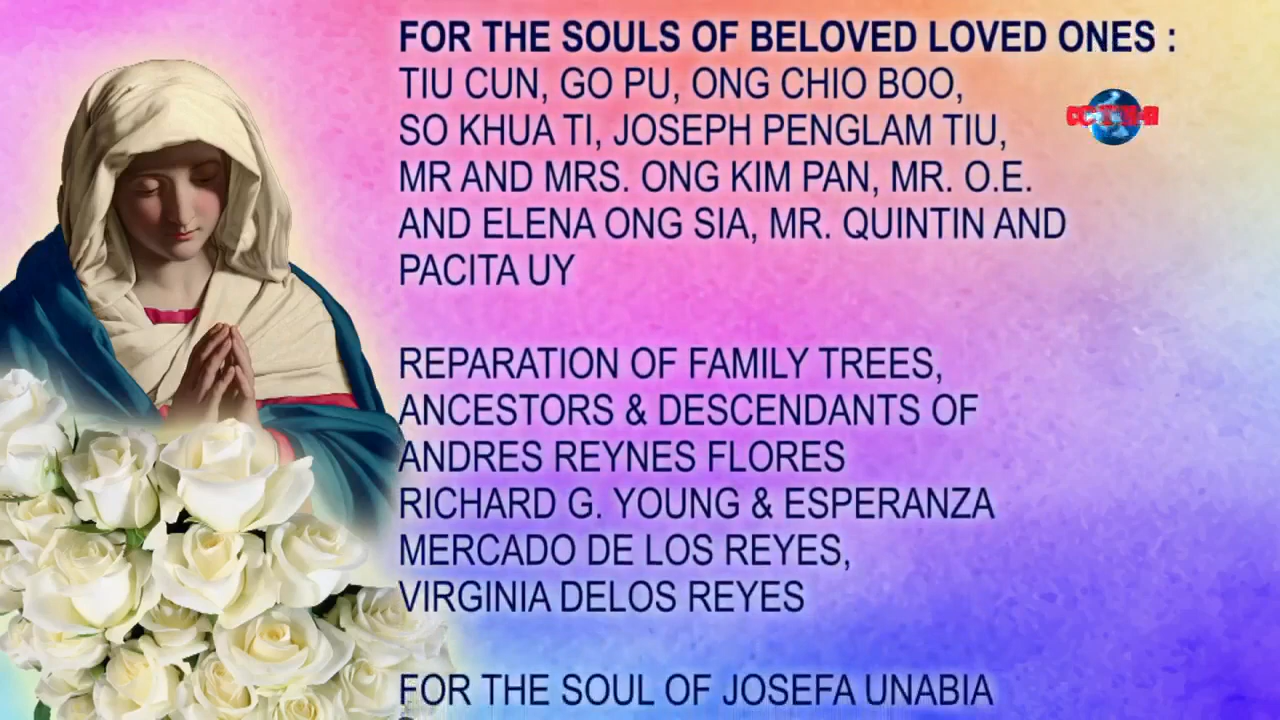 FOR THE SOULS OF BELOVED LOVED ONES :
TIU CUN, GO PU, ONG CHIO BOO,
SO KHUA TI, JOSEPH PENGLAM TIU,
MR AND MRS. ONG KIM PAN, MR. O.E.
AND ELENA ONG SIA, MR. QUINTIN AND
PACITA UY
REPARATION OF FAMILY TREES,
ANCESTORS & DESCENDANTS OF
ANDRES REYNES FLORES
RICHARD G. YOUNG & ESPERANZA
MERCADO DE LOS REYES,
VIRGINIA DELOS REYES
FOR THE SOUL OF JOSEFA UNABIA